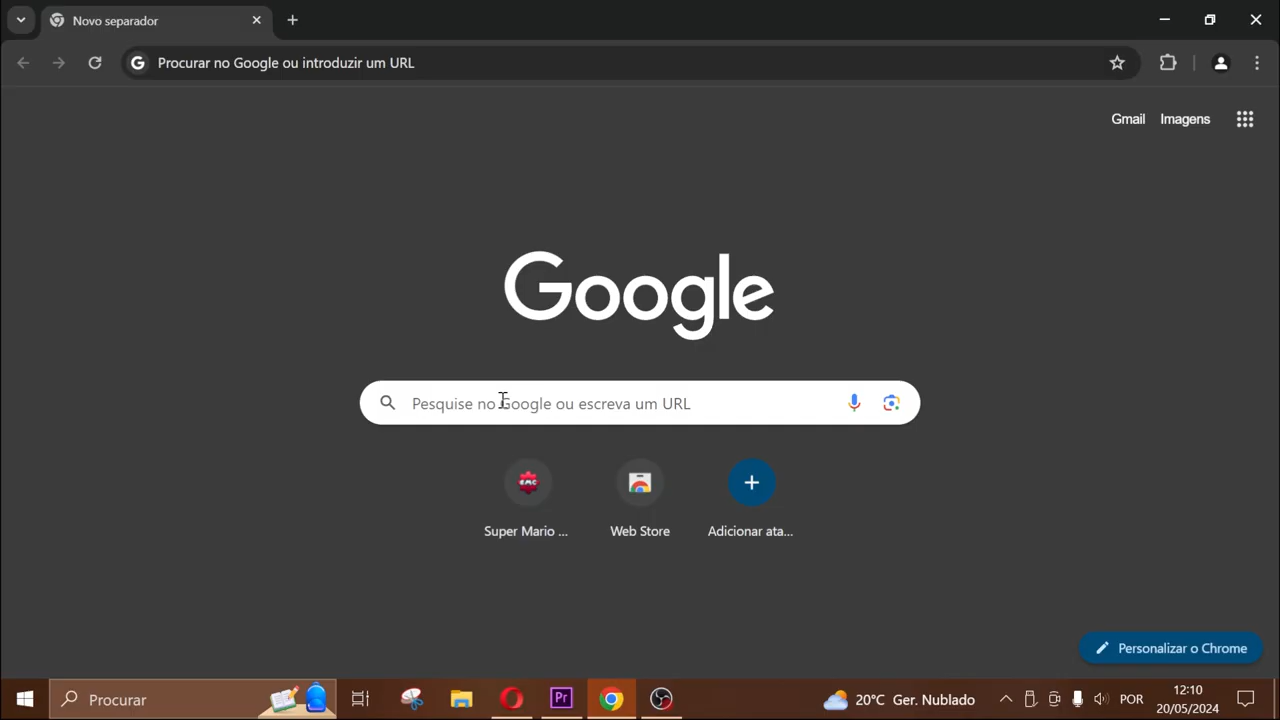 Novo separador
Procurar no Google ou introduzir um URL
Gmail Imagens
Google
Pesquise no Google ou escreva um URL
Super Mario ... Web Store Adicionar ata...
Personalizar o Chrome
Procurar Pr 20°C Ger. Nublado POR 12:10
20/05/2024